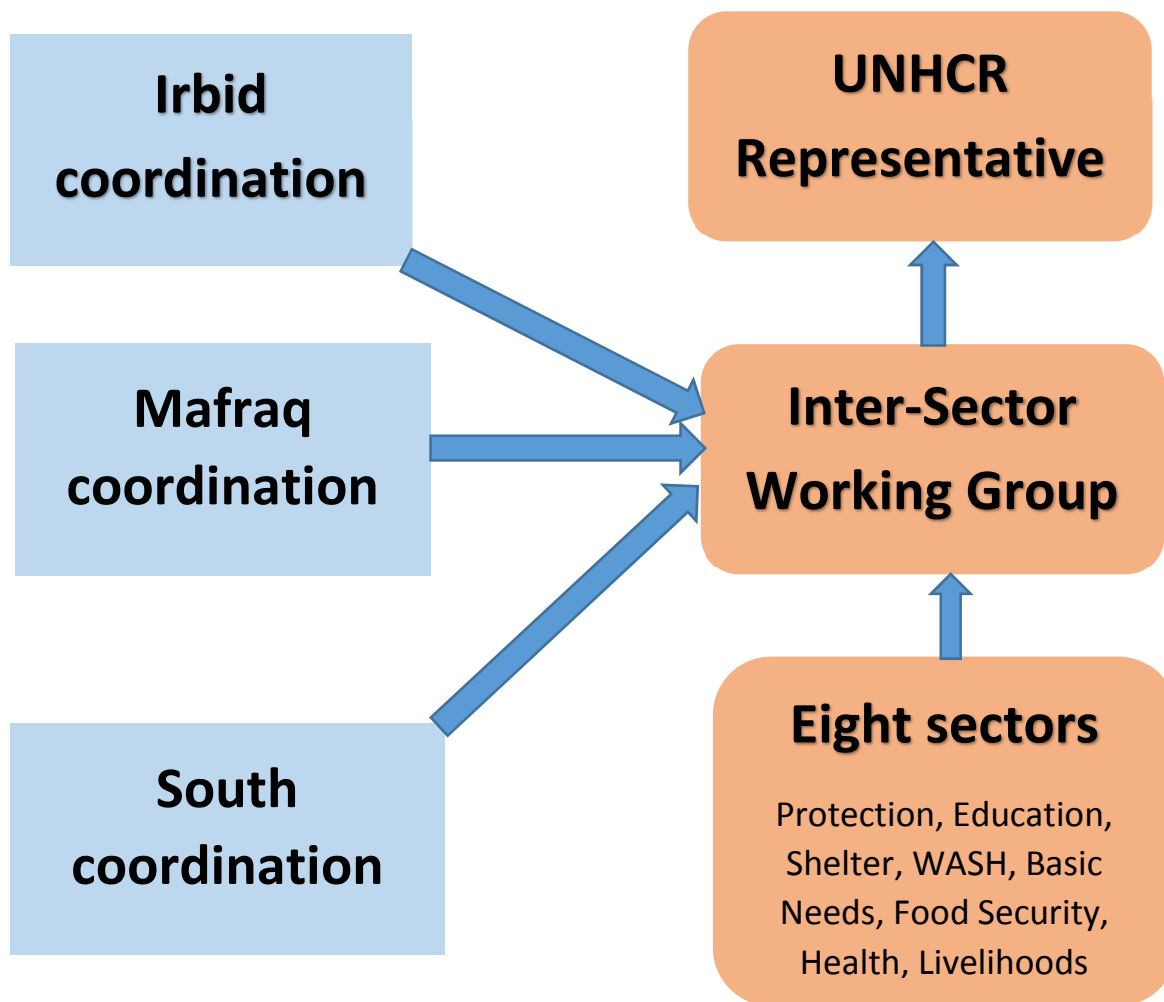 Irbid
coordination
UNHCR
Representative
Mafraq
coordination
Inter-Sector
Working Group
South
coordination
Eight sectors
Protection, Education,
Shelter, WASH, Basic
Needs, Food Security,
Health, Livelihoods